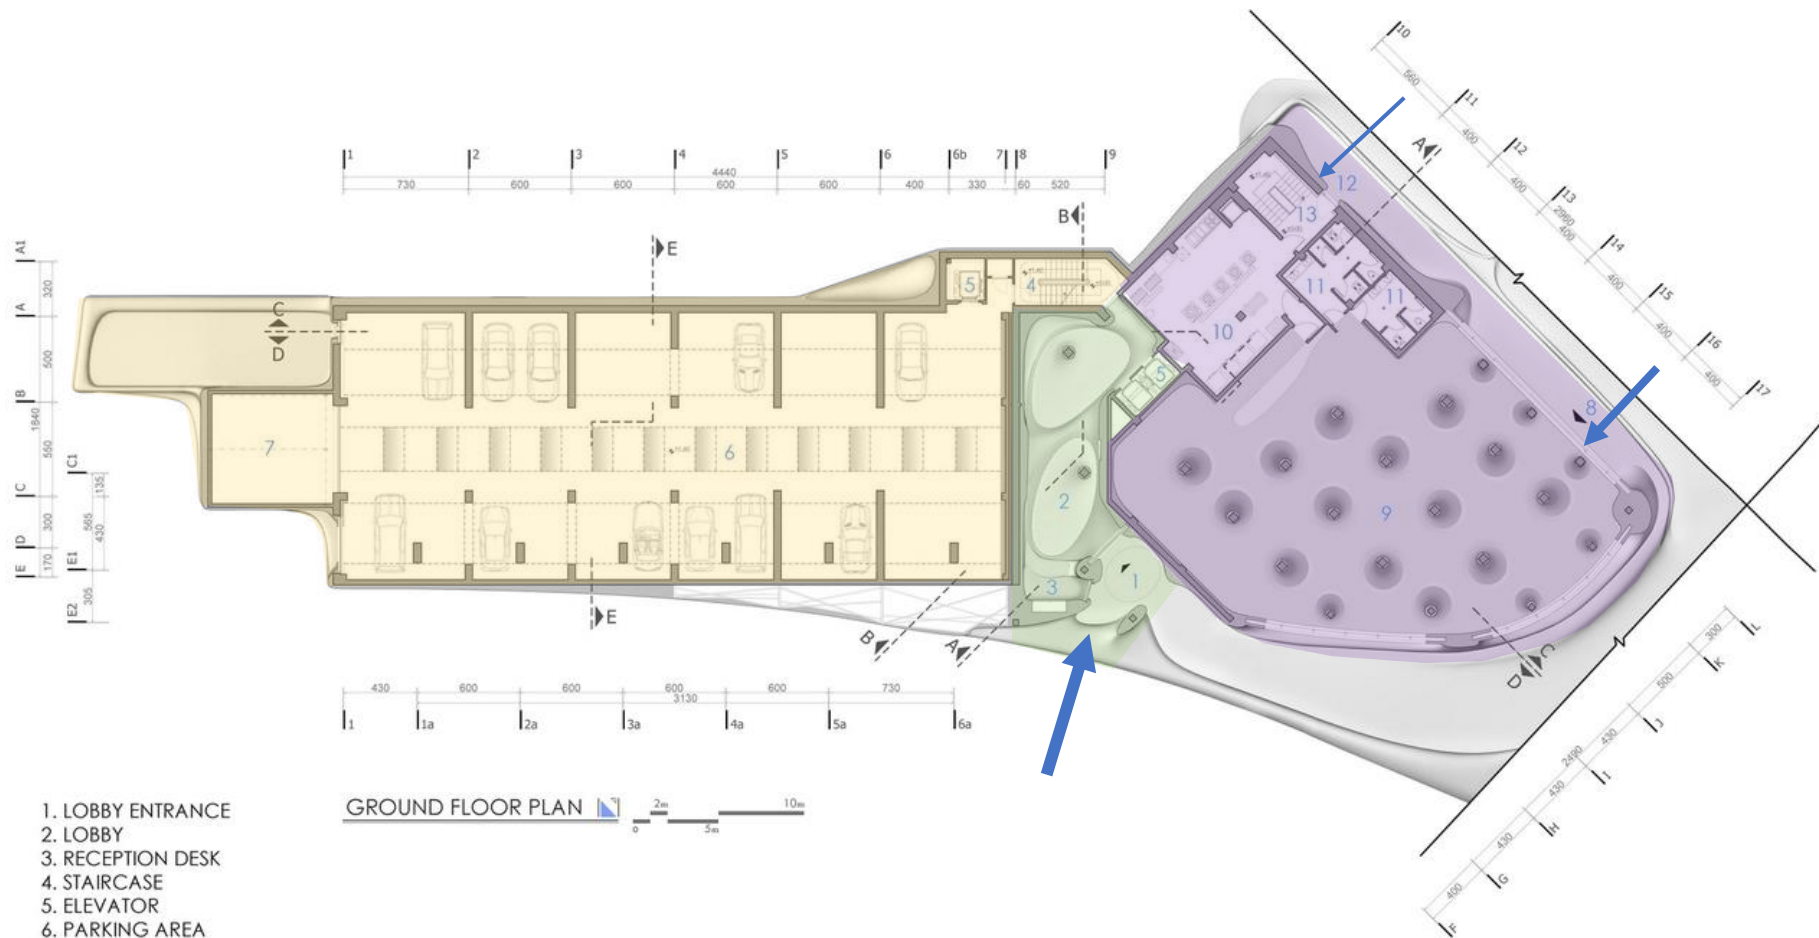 10
560
11
400
12
400
13
2960
400
14
400
15
400
16
400
17
A
1 2 3 4 5 6 6b 7 8 9
4440
730 600 600 600 600 400 330 60 520
B
E
A1
320
A
500
B
1840
550
C1
C
135
300
565
430
D
170
E
E1
305
E2
C
D
5
4
12
13
11
11
10
5
8
7
6
2
9
1
3
E
B
A
C
D
430 600 600 600 600 730
3130
1 1a 2a 3a 4a 5a 6a
300
L
K
500
J
430
2490
I
430
H
430
G
400
F
GROUND FLOOR PLAN
2m 10m
0 5m
1. LOBBY ENTRANCE
2. LOBBY
3. RECEPTION DESK
4. STAIRCASE
5. ELEVATOR
6. PARKING AREA